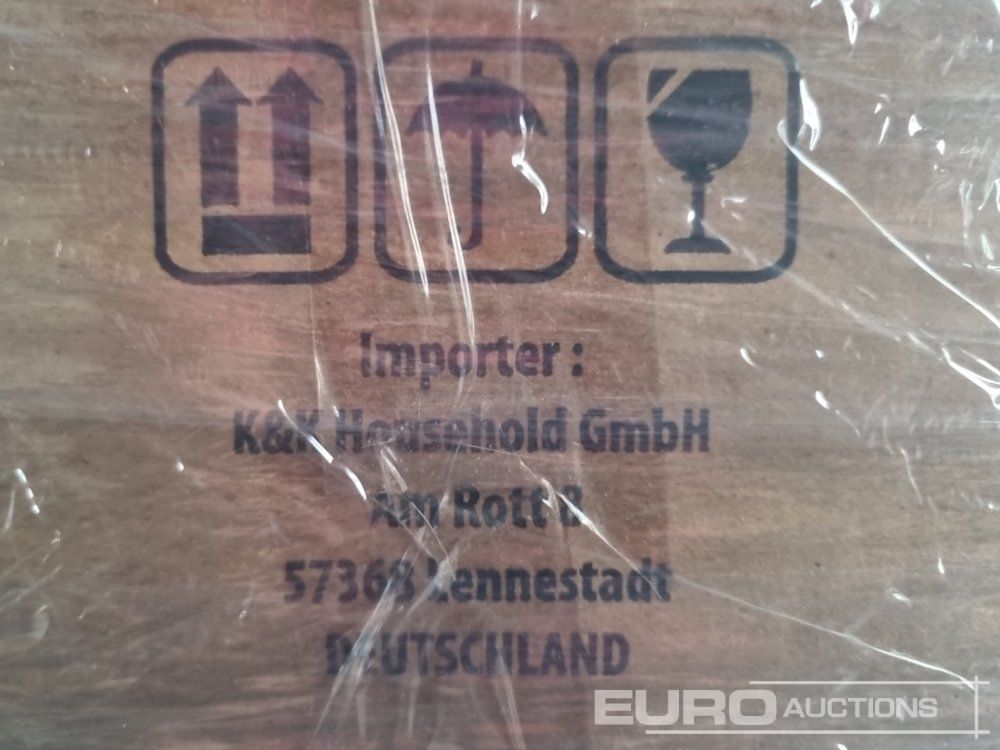 Importer :
K&K Household GmbH
Am Rott 8
57368 Lennestadt
DEUTSCHLAND
EURO AUCTIONS